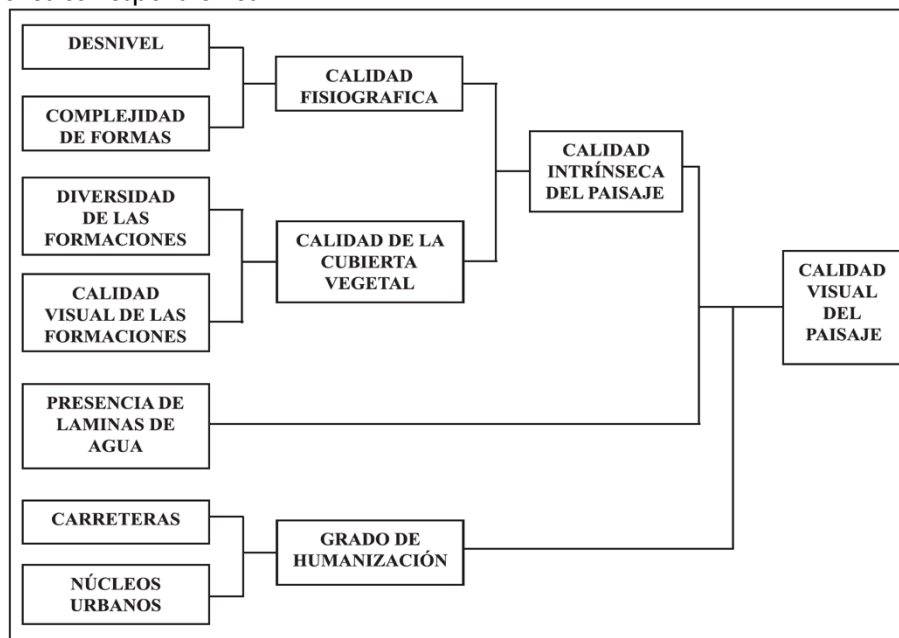 DESNIVEL
COMPLEJIDAD
DE FORMAS
DIVERSIDAD
DE LAS
FORMACIONES
CALIDAD
VISUAL DE LAS
FORMACIONES
PRESENCIA DE
LAMINAS DE
AGUA
CARRETERAS
NÚCLEOS
URBANOS
CALIDAD
FISIOGRAFICA
CALIDAD DE LA
CUBIERTA
VEGETAL
GRADO DE
HUMANIZACIÓN
CALIDAD
INTRÍNSECA
DEL PAISAJE
CALIDAD
VISUAL
DEL
PAISAJE